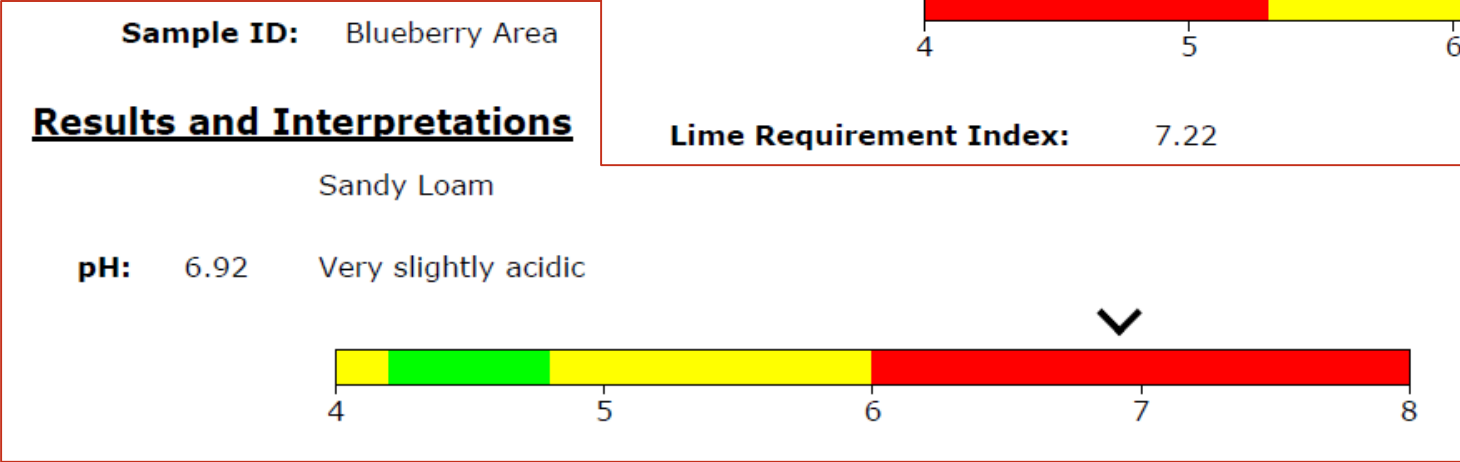 Sample ID: Blueberry Area
Results and Interpretations
Sandy Loam
pH: 6.92 Very slightly acidic
4 5 6 7 8
4 5 6
Lime Requirement Index: 7.22